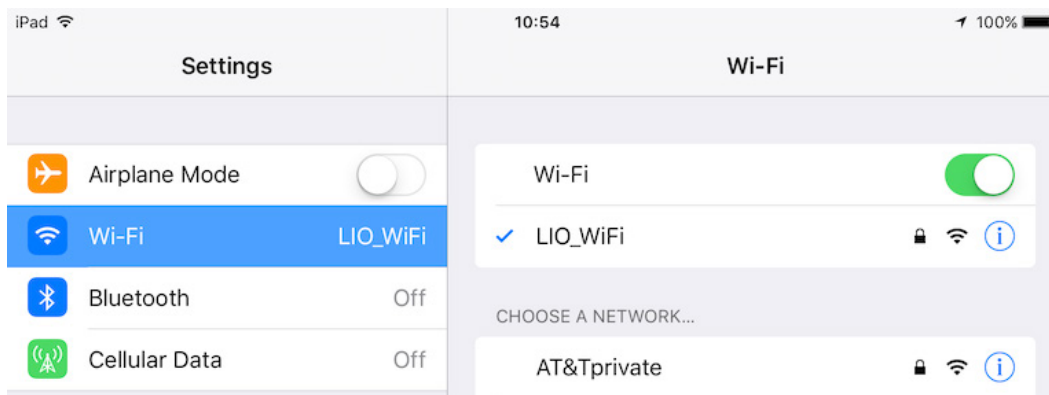 iPad 10:54 100%
Settings Wi-Fi
Airplane Mode
Wi-Fi LIO_WiFi
Bluetooth Off
Cellular Data Off
Wi-Fi
LIO_WiFi
CHOOSE A NETWORK...
AT&Tprivate